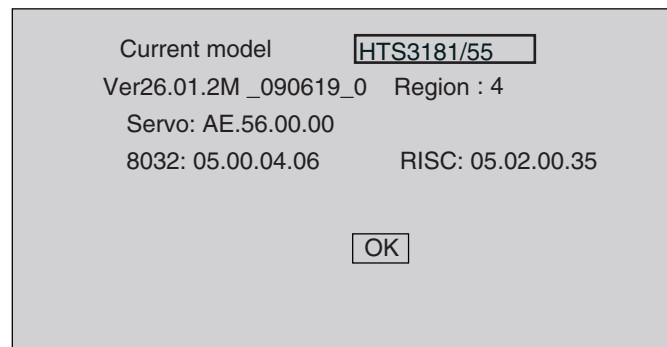 Current model HTS3181/55
Ver26.01.2M _090619_0 Region : 4
Servo: AE.56.00.00
8032: 05.00.04.06 RISC: 05.02.00.35
OK